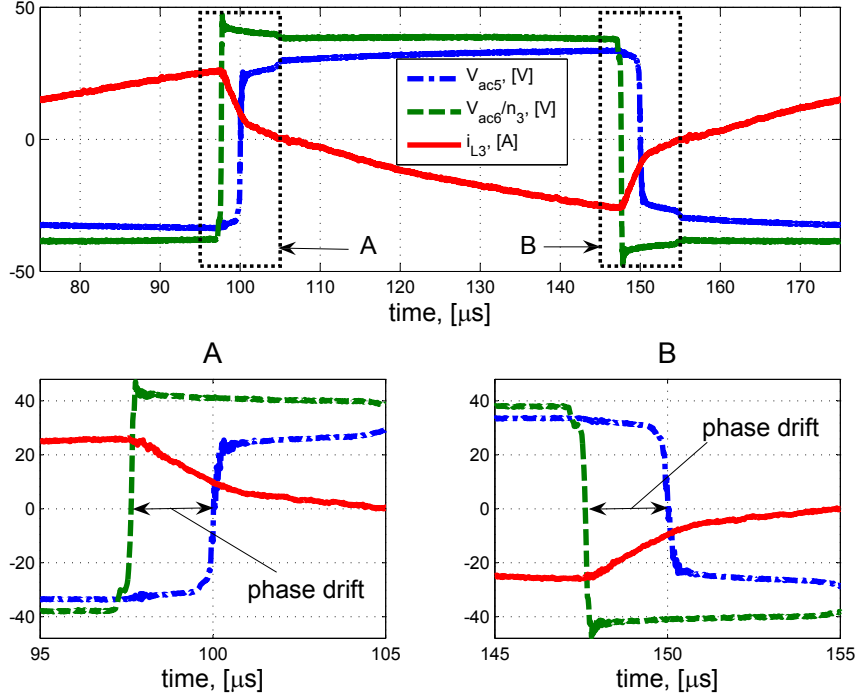 50
0
-50
80 90 100 110 120 130 140 150 160 170
time, [μs]
V_ac5, [V]
V_ac6/n_3, [V]
i_L3, [A]
A
B
A
40
20
0
-20
-40
95 100 105
time, [μs]
phase drift
B
40
20
0
-20
-40
145 150 155
time, [μs]
phase drift